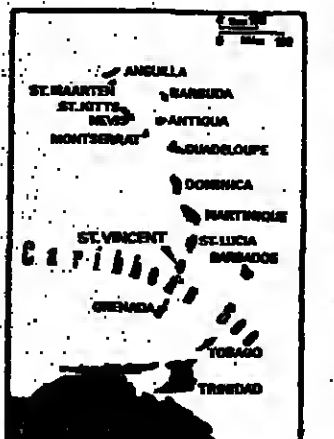 ANGUILLA
ST. MAARTEN
BARBUDA
ST. KITTS
NEVIS
ANTIGUA
MONTSERRAT
GUADELOUPE
DOMINICA
MARTINIQUE
ST. VINCENT
ST. LUCIA
BARBADOS
Caribbean Sea
GRENADA
TOBAGO
TRINIDAD